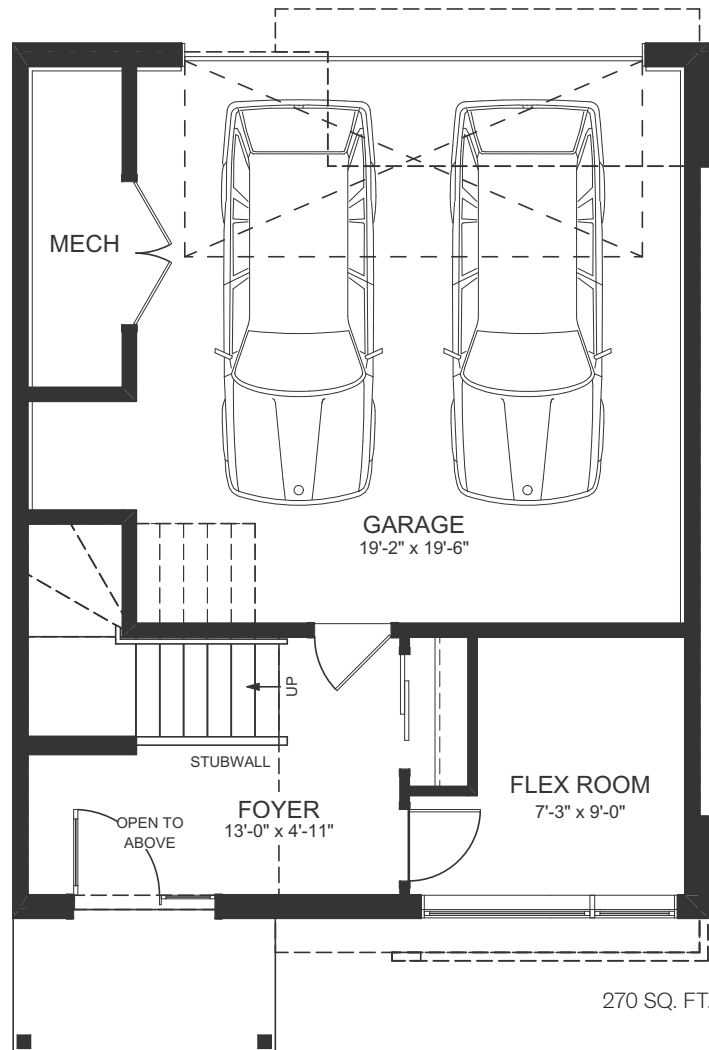 MECH
GARAGE
19'-2" x 19'-6"
UP
STUBWALL
FOYER
13'-0" x 4'-11"
OPEN TO
ABOVE
FLEX ROOM
7'-3" x 9'-0"
270 SQ. FT.